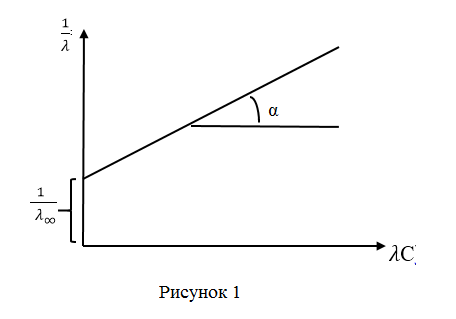 1/λ:
α
1/λ∞
λC
Рисунок 1